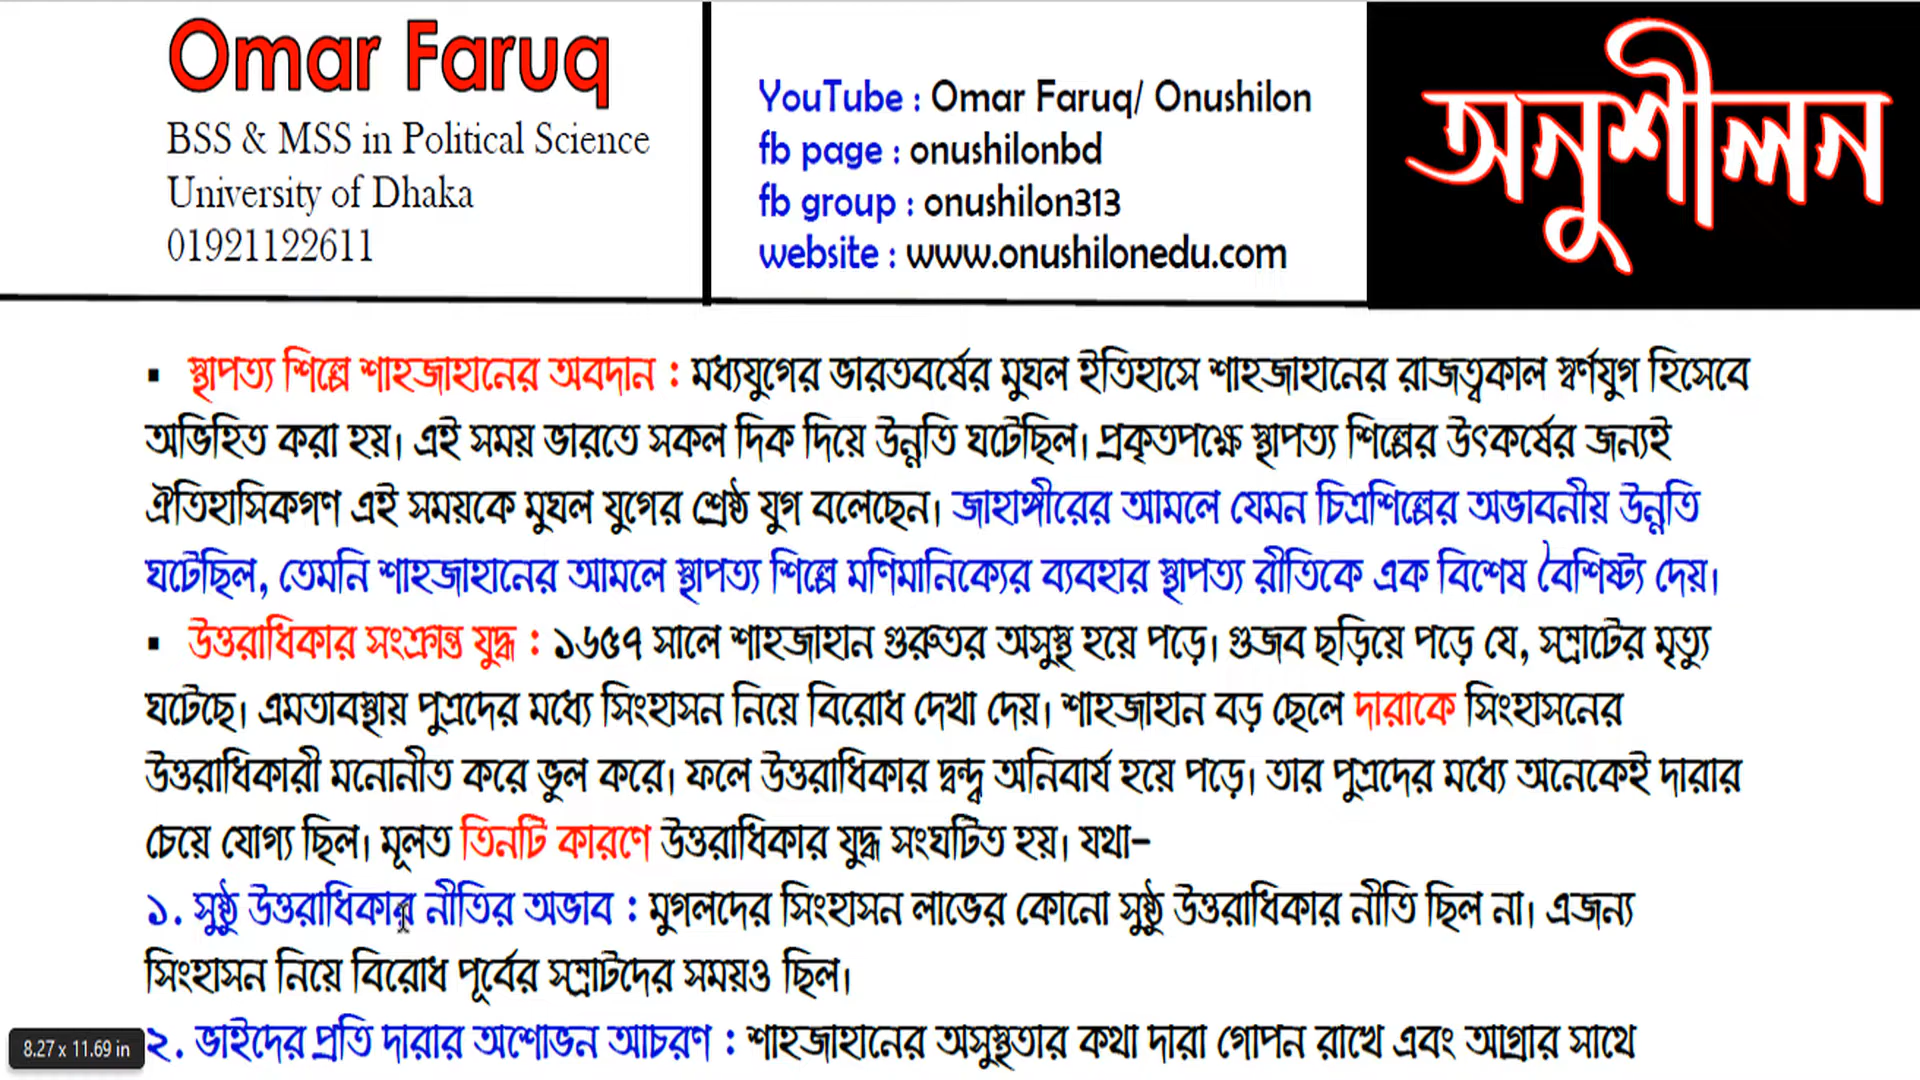 Omar Faruq
BSS & MSS in Political Science
University of Dhaka
01921122611
YouTube : Omar Faruq/ Onushilon
fb page : onushilonbd
fb group : onushilon313
website : www.onushilonedu.com
অনুশীলন
▪ স্থাপত্য শিল্পে শাহজাহানের অবদান : মধ্যযুগের ভারতবর্ষের মুঘল ইতিহাসে শাহজাহানের রাজত্বকাল স্বর্ণযুগ হিসেবে
অভিহিত করা হয়। এই সময় ভারতে সকল দিক দিয়ে উন্নতি ঘটেছিল। প্রকৃতপক্ষে স্থাপত্য শিল্পের উৎকর্ষের জন্যই
ঐতিহাসিকগণ এই সময়কে মুঘল যুগের শ্রেষ্ঠ যুগ বলেছেন। জাহাঙ্গীরের আমলে যেমন চিত্রশিল্পের অভাবনীয় উন্নতি
ঘটেছিল, তেমনি শাহজাহানের আমলে স্থাপত্য শিল্পে মণিমানিক্যের ব্যবহার স্থাপত্য রীতিকে এক বিশেষ বৈশিষ্ট্য দেয়।
▪ উত্তরাধিকার সংক্রান্ত যুদ্ধ : ১৬৫৭ সালে শাহজাহান গুরুতর অসুস্থ হয়ে পড়ে। গুজব ছড়িয়ে পড়ে যে, সম্রাটের মৃত্যু
ঘটেছে। এমতাবস্থায় পুত্রদের মধ্যে সিংহাসন নিয়ে বিরোধ দেখা দেয়। শাহজাহান বড় ছেলে দারাকে সিংহাসনের
উত্তরাধিকারী মনোনীত করে ভুল করে। ফলে উত্তরাধিকার দ্বন্দ্ব অনিবার্য হয়ে পড়ে। তার পুত্রদের মধ্যে অনেকেই দারার
চেয়ে যোগ্য ছিল। মূলত তিনটি কারণে উত্তরাধিকার যুদ্ধ সংঘটিত হয়। যথা–
১. সুষ্ঠু উত্তরাধিকার নীতির অভাব : মুগলদের সিংহাসন লাভের কোনো সুষ্ঠু উত্তরাধিকার নীতি ছিল না। এজন্য
সিংহাসন নিয়ে বিরোধ পূর্বের সম্রাটদের সময়ও ছিল।
২. ভাইদের প্রতি দারার অশোভন আচরণ : শাহজাহানের অসুস্থতার কথা দারা গোপন রাখে এবং আগ্রার সাথে
8.27 x 11.69 in